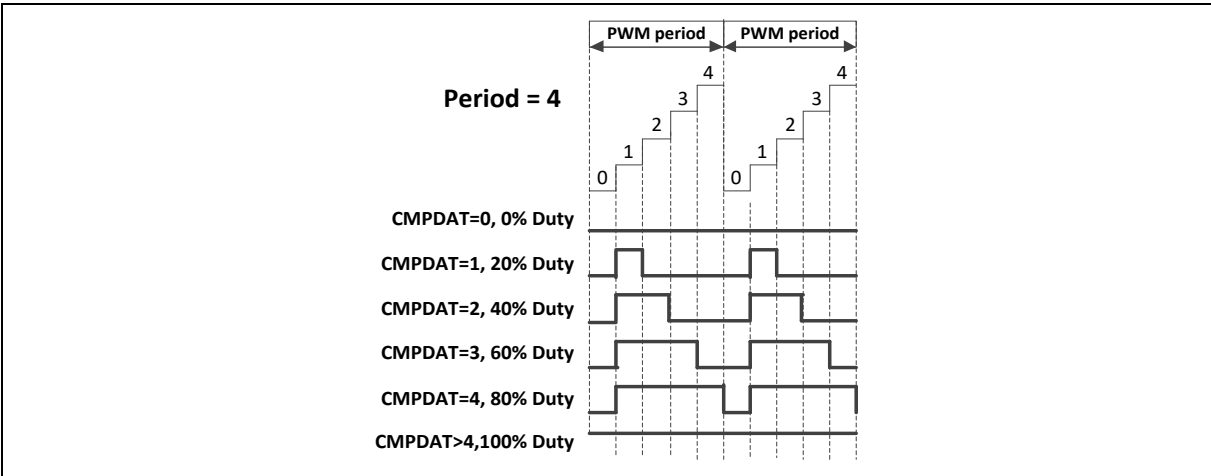 PWM period PWM period
4 4
Period = 4 3 3
2 2
1 1
0 0
CMPDAT=0, 0% Duty
CMPDAT=1, 20% Duty
CMPDAT=2, 40% Duty
CMPDAT=3, 60% Duty
CMPDAT=4, 80% Duty
CMPDAT>4,100% Duty